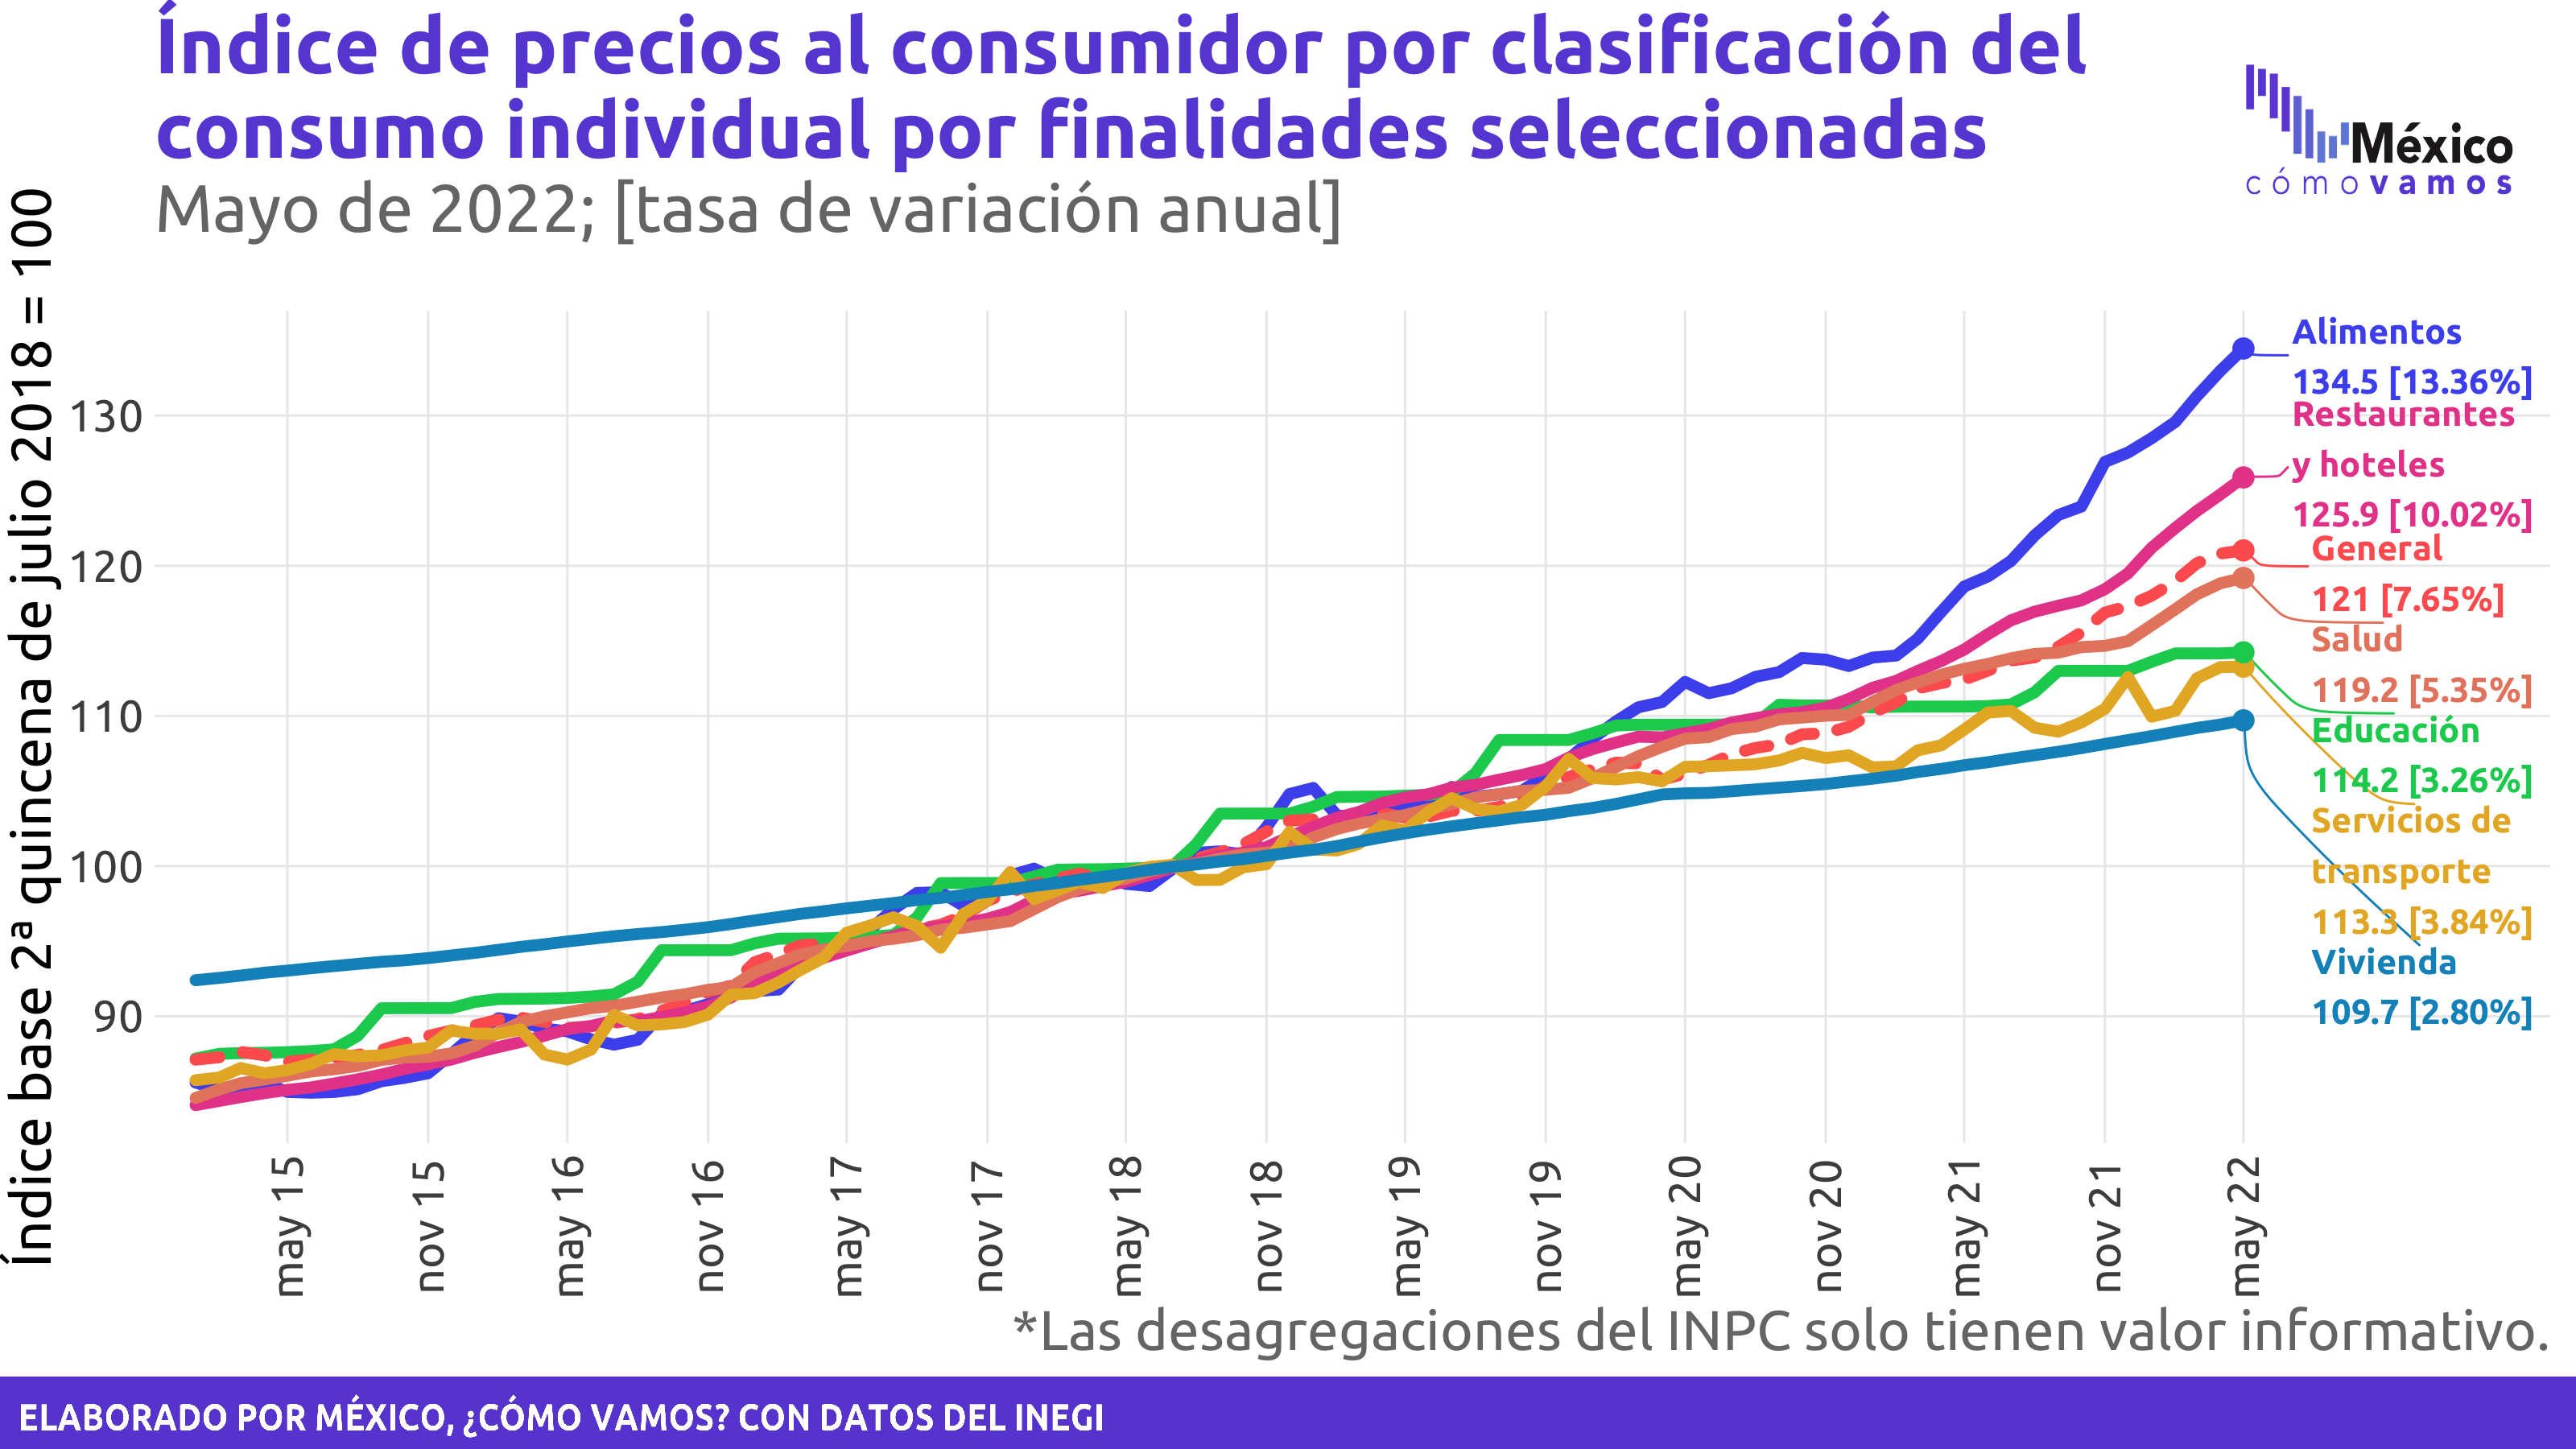 Índice de precios al consumidor por clasificación del
consumo individual por finalidades seleccionadas
Mayo de 2022; [tasa de variación anual]
México
cómo vamos
Índice base 2ª quincena de julio 2018 = 100
130
120
110
100
90
Alimentos
134.5 [13.36%]
Restaurantes
y hoteles
125.9 [10.02%]
General
121 [7.65%]
Salud
119.2 [5.35%]
Educación
114.2 [3.26%]
Servicios de
transporte
113.3 [3.84%]
Vivienda
109.7 [2.80%]
may 15
nov 15
may 16
nov 16
may 17
nov 17
may 18
nov 18
may 19
nov 19
may 20
nov 20
may 21
nov 21
may 22
*Las desagregaciones del INPC solo tienen valor informativo.
ELABORADO POR MÉXICO, ¿CÓMO VAMOS? CON DATOS DEL INEGI